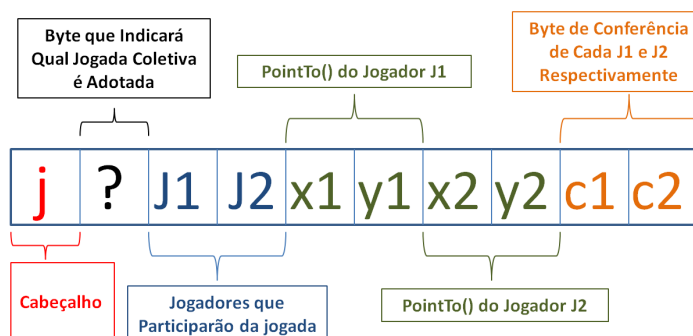 Byte que Indicará
Qual Jogada Coletiva
é Adotada
PointTo() do Jogador J1
Byte de Conferência
de Cada J1 e J2
Respectivamente
j ? J1 J2 x1 y1 x2 y2 c1 c2
Cabeçalho
Jogadores que
Participarão da jogada
PointTo() do Jogador J2